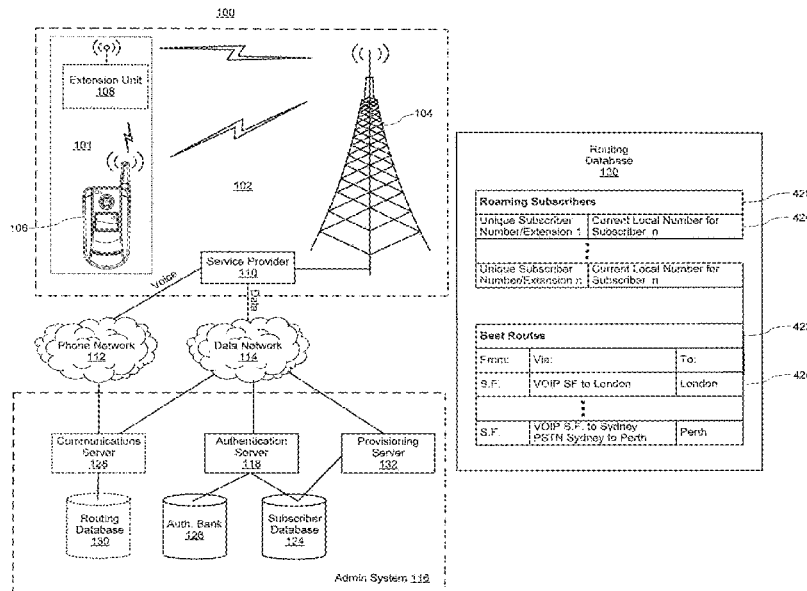 100
Extension Unit
108
101
102
104
106
Service Provider
110
Voice
Data
Phone Network
112
Data Network
114
Communications
Server
Authentication
Server
118
Provisioning
Server
132
Routing
Database
130
Auth. Bank
Subscriber
Database
124
Admin System 116
Routing
Database
130
Roaming Subscribers
Unique Subscriber
Number/Extension 1
Current Local Number for
Subscriber n
Unique Subscriber
Number/Extension n
Current Local Number for
Subscriber n
Best Routes
From:
Via:
To:
S.F.
VOIP SF to London
London
S.F.
VOIP S.F. to Sydney
PSTN Sydney to Perth
Perth